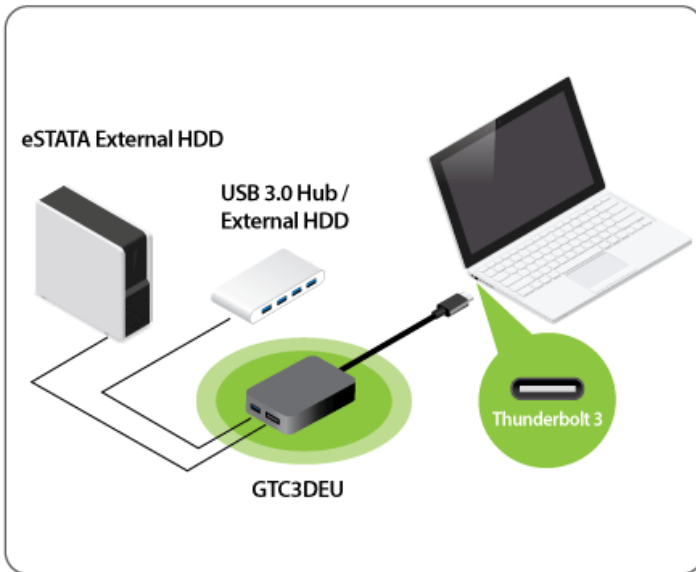 eSTATA External HDD
USB 3.0 Hub /
External HDD
Thunderbolt 3
GTC3DEU